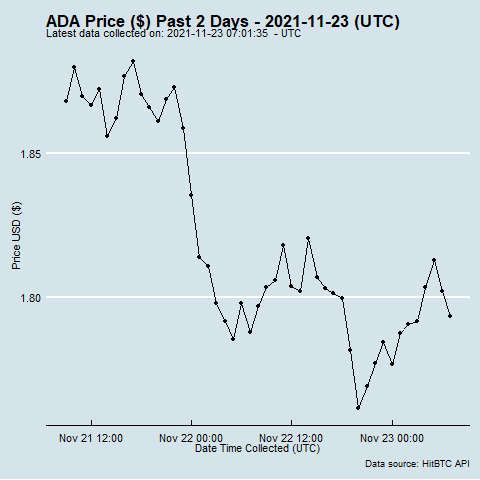 ADA Price ($) Past 2 Days - 2021-11-23 (UTC)
Latest data collected on: 2021-11-23 07:01:35 - UTC
1.85
Price USD ($)
1.80
Nov 21 12:00 Nov 22 00:00 Nov 22 12:00 Nov 23 00:00
Date Time Collected (UTC)
Data source: HitBTC API